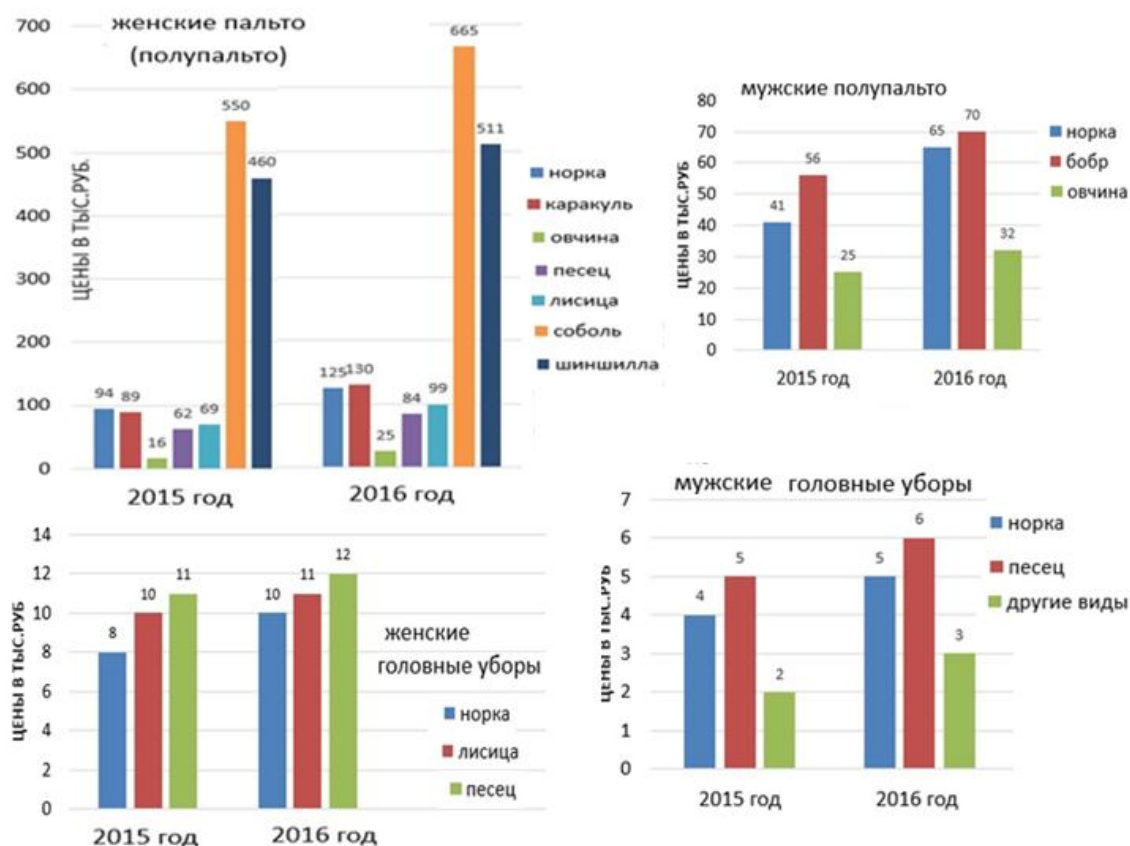 женские пальто
(полупальто)
ЦЕНЫ В ТЫС.РУБ.
700
600
500
400
300
200
100
0
94
89
16
62
69
550
460
125
130
25
84
99
665
511
2015 год
2016 год
норка
каракуль
овчина
песец
лисица
соболь
шиншилла
мужские полупальто
ЦЕНЫ В ТЫС.РУБ.
80
70
60
50
40
30
20
10
0
41
56
25
65
70
32
2015 год
2016 год
норка
бобр
овчина
женские
головные уборы
ЦЕНЫ В ТЫС.РУБ
14
12
10
8
6
4
2
0
8
10
11
10
11
12
2015 год
2016 год
норка
лисица
песец
мужские головные уборы
ЦЕНЫ В ТЫС.РУБ
7
6
5
4
3
2
1
0
4
5
2
5
6
3
2015 год
2016 год
норка
песец
другие виды